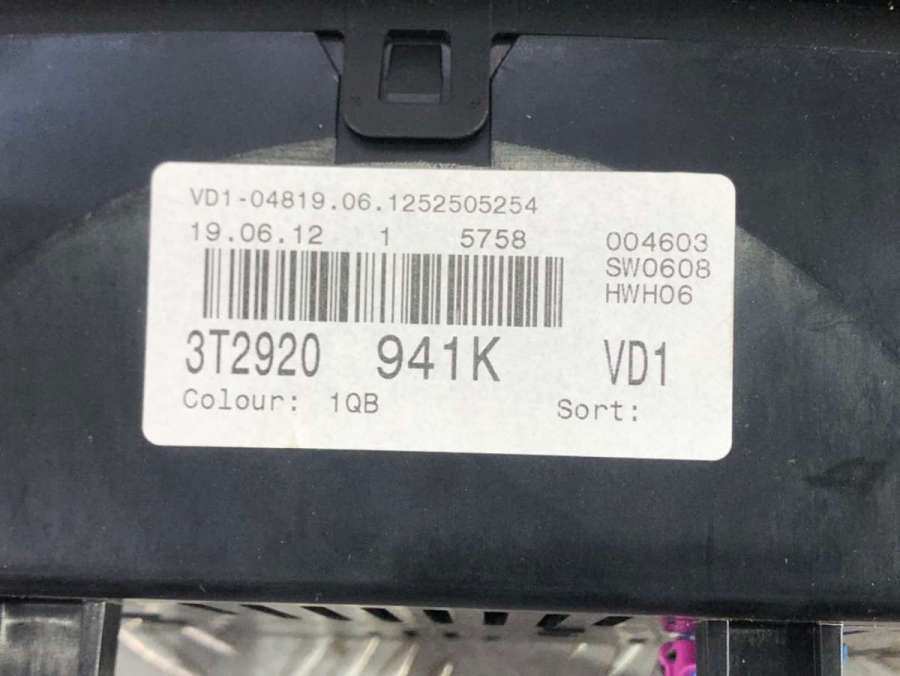 VD1-04819.06.1252505254
19.06.12 1 5758
004603
SW0608
HWH06
3T2920 941K VD1
Colour: 1QB Sort: